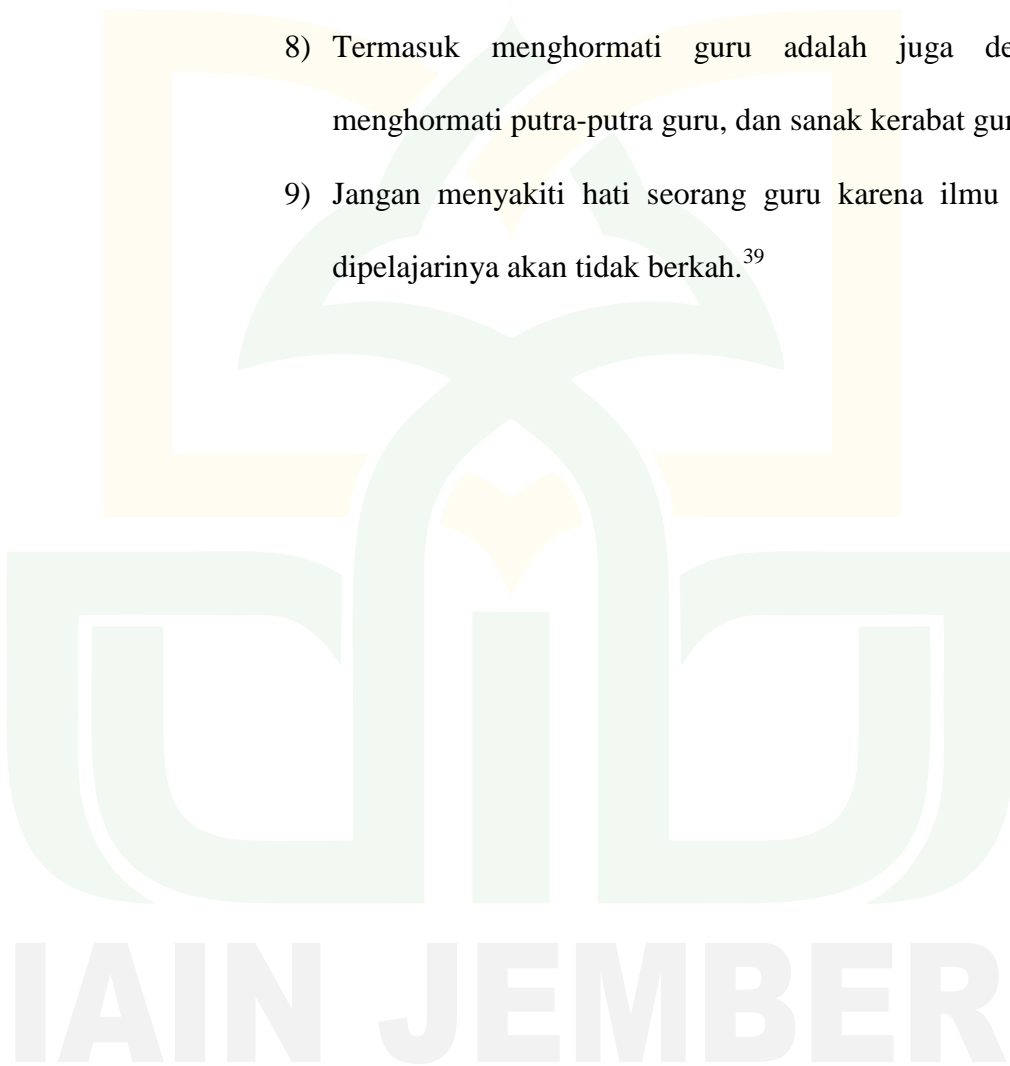 8) Termasuk menghormati guru adalah juga
menghormati putra-putra guru, dan sanak kerabat
9) Jangan menyakiti hati seorang guru karena ilmu
dipelajarinya akan tidak berkah.39
IAIN JEMBER